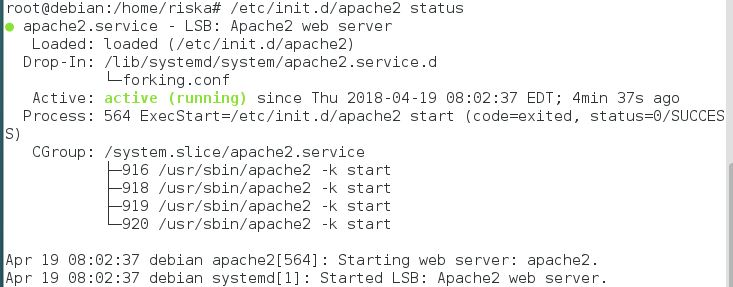 root@debian:/home/riska# /etc/init.d/apache2 status
● apache2.service - LSB: Apache2 web server
   Loaded: loaded (/etc/init.d/apache2)
  Drop-In: /lib/systemd/system/apache2.service.d
           └─forking.conf
   Active: active (running) since Thu 2018-04-19 08:02:37 EDT; 4min 37s ago
  Process: 564 ExecStart=/etc/init.d/apache2 start (code=exited, status=0/SUCCES
S)
   CGroup: /system.slice/apache2.service
           ├─916 /usr/sbin/apache2 -k start
           ├─918 /usr/sbin/apache2 -k start
           ├─919 /usr/sbin/apache2 -k start
           └─920 /usr/sbin/apache2 -k start

Apr 19 08:02:37 debian apache2[564]: Starting web server: apache2.
Apr 19 08:02:37 debian systemd[1]: Started LSB: Apache2 web server.